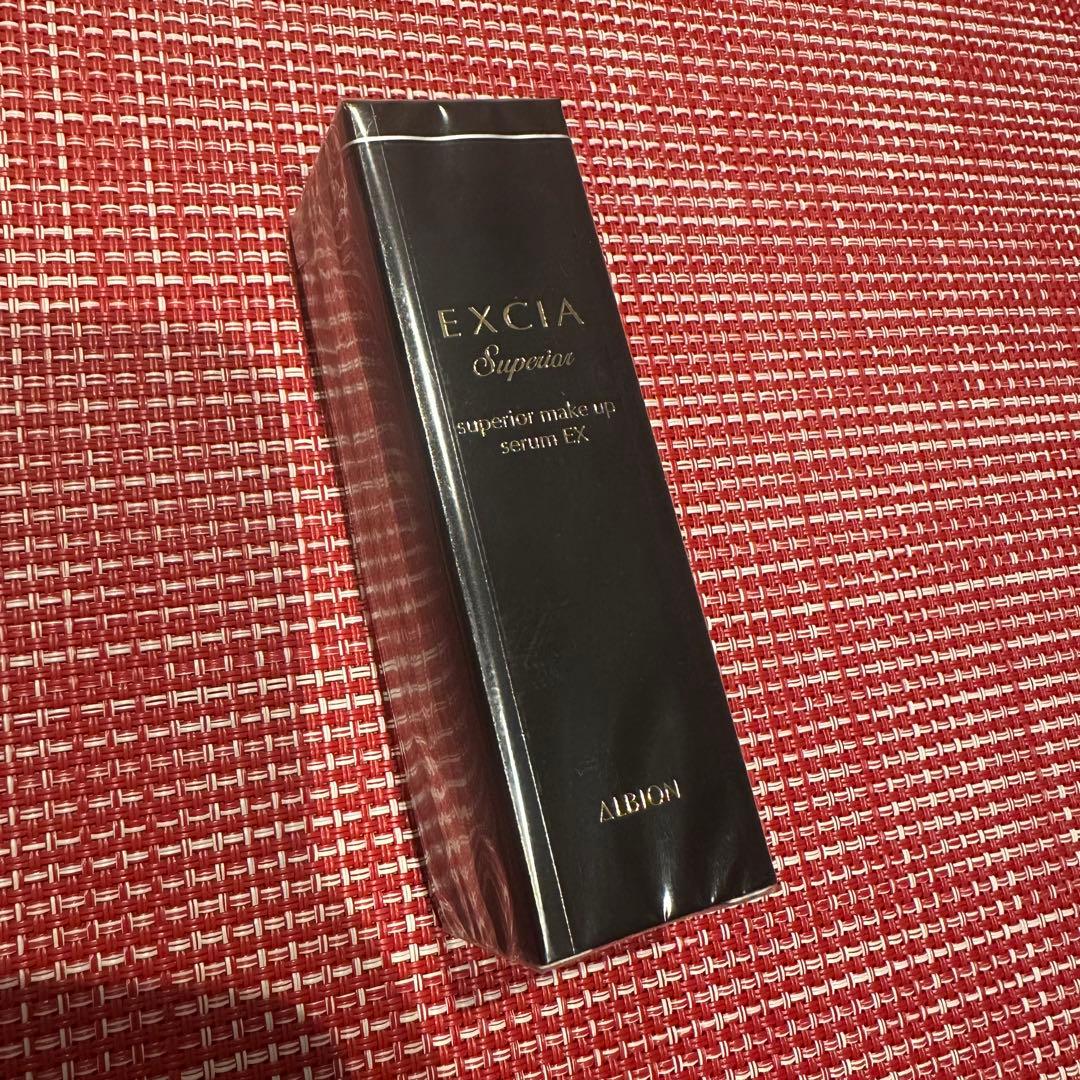 EXCIA
Superior
superior make up
serum EX
ALBION